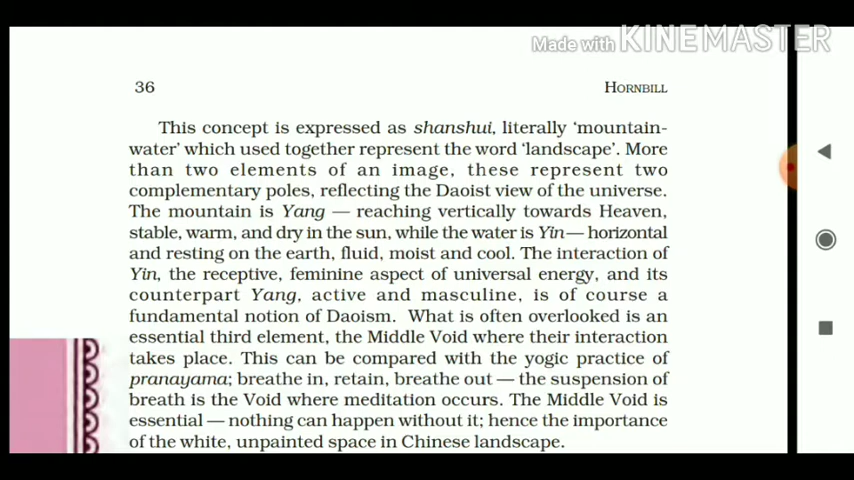 Made with KINEMASTER
36 HORNBILL
This concept is expressed as shanshui, literally ‘mountain-
water’ which used together represent the word ‘landscape’. More
than two elements of an image, these represent two
complementary poles, reflecting the Daoist view of the universe.
The mountain is Yang — reaching vertically towards Heaven,
stable, warm, and dry in the sun, while the water is Yin — horizontal
and resting on the earth, fluid, moist and cool. The interaction of
Yin, the receptive, feminine aspect of universal energy, and its
counterpart Yang, active and masculine, is of course a
fundamental notion of Daoism. What is often overlooked is an
essential third element, the Middle Void where their interaction
takes place. This can be compared with the yogic practice of
pranayama; breathe in, retain, breathe out — the suspension of
breath is the Void where meditation occurs. The Middle Void is
essential — nothing can happen without it; hence the importance
of the white, unpainted space in Chinese landscape.